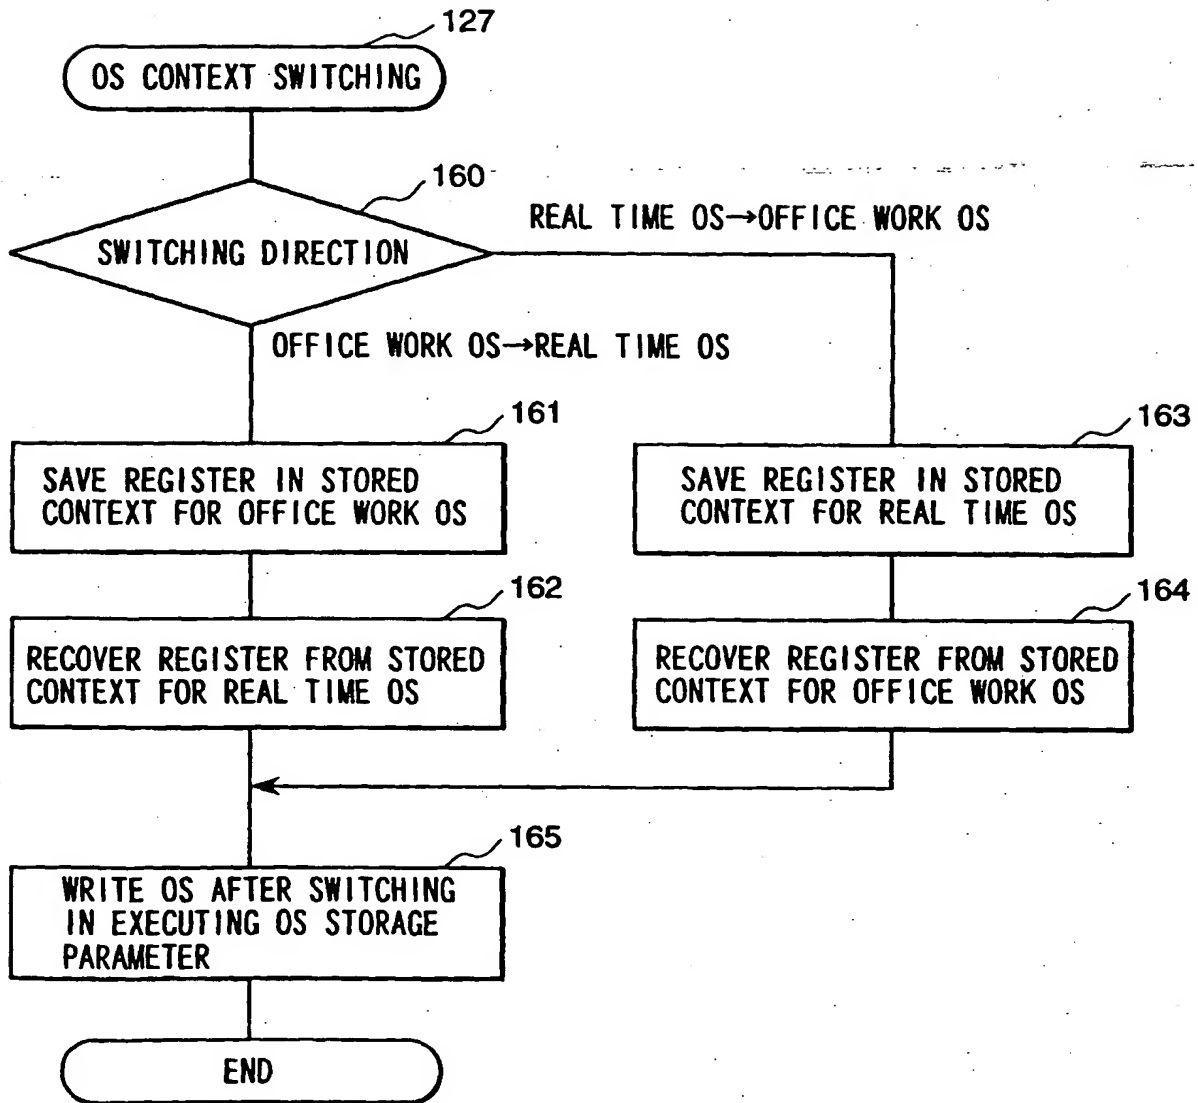 127
OS CONTEXT SWITCHING
160
SWITCHING DIRECTION
REAL TIME OS→OFFICE WORK OS
OFFICE WORK OS→REAL TIME OS
161
SAVE REGISTER IN STORED
CONTEXT FOR OFFICE WORK OS
163
SAVE REGISTER IN STORED
CONTEXT FOR REAL TIME OS
162
RECOVER REGISTER FROM STORED
CONTEXT FOR REAL TIME OS
164
RECOVER REGISTER FROM STORED
CONTEXT FOR OFFICE WORK OS
165
WRITE OS AFTER SWITCHING
IN EXECUTING OS STORAGE
PARAMETER
END